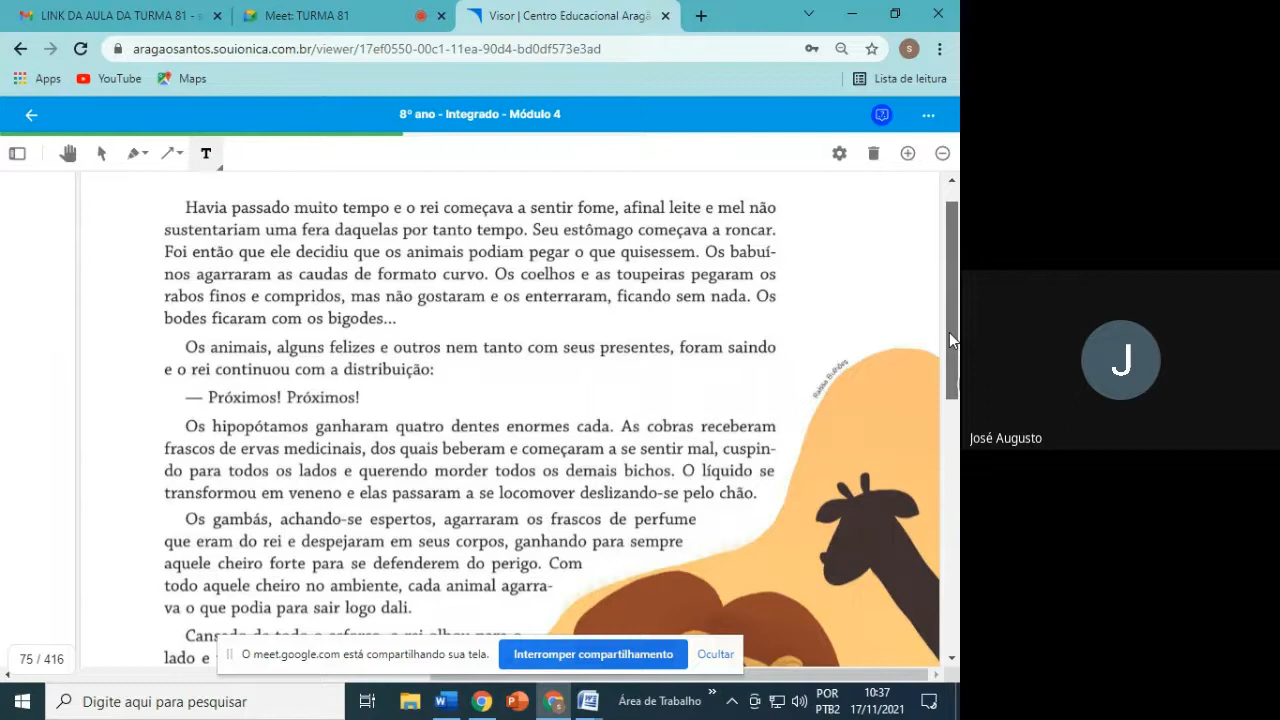 LINK DA AULA DA TURMA 81 - s
Meet: TURMA 81
Visor | Centro Educacional Aragã
aragaosantos.souionica.com.br/viewer/17ef0550-00c1-11ea-90d4-bd0df573e3ad
S
Apps
YouTube
Maps
Lista de leitura
8º ano - Integrado - Módulo 4
T
Havia passado muito tempo e o rei começava a sentir fome, afinal leite e mel não
sustentariam uma fera daquelas por tanto tempo. Seu estômago começava a roncar.
Foi então que ele decidiu que os animais podiam pegar o que quisessem. Os babuí-
nos agarraram as caudas de formato curvo. Os coelhos e as toupeiras pegaram os
rabos finos e compridos, mas não gostaram e os enterraram, ficando sem nada. Os
bodes ficaram com os bigodes...
Os animais, alguns felizes e outros nem tanto com seus presentes, foram saindo
e o rei continuou com a distribuição:
— Próximos! Próximos!
Os hipopótamos ganharam quatro dentes enormes cada. As cobras receberam
frascos de ervas medicinais, dos quais beberam e começaram a se sentir mal, cuspin-
do para todos os lados e querendo morder todos os demais bichos. O líquido se
transformou em veneno e elas passaram a se locomover deslizando-se pelo chão.
Os gambás, achando-se espertos, agarraram os frascos de perfume
que eram do rei e despejaram em seus corpos, ganhando para sempre
aquele cheiro forte para se defenderem do perigo. Com
todo aquele cheiro no ambiente, cada animal agarra-
va o que podia para sair logo dali.
lado e
75 / 416
O meet.google.com está compartilhando sua tela.
Interromper compartilhamento
Ocultar
J
José Augusto
Digite aqui para pesquisar
Área de Trabalho
POR
PTB2
10:37
17/11/2021